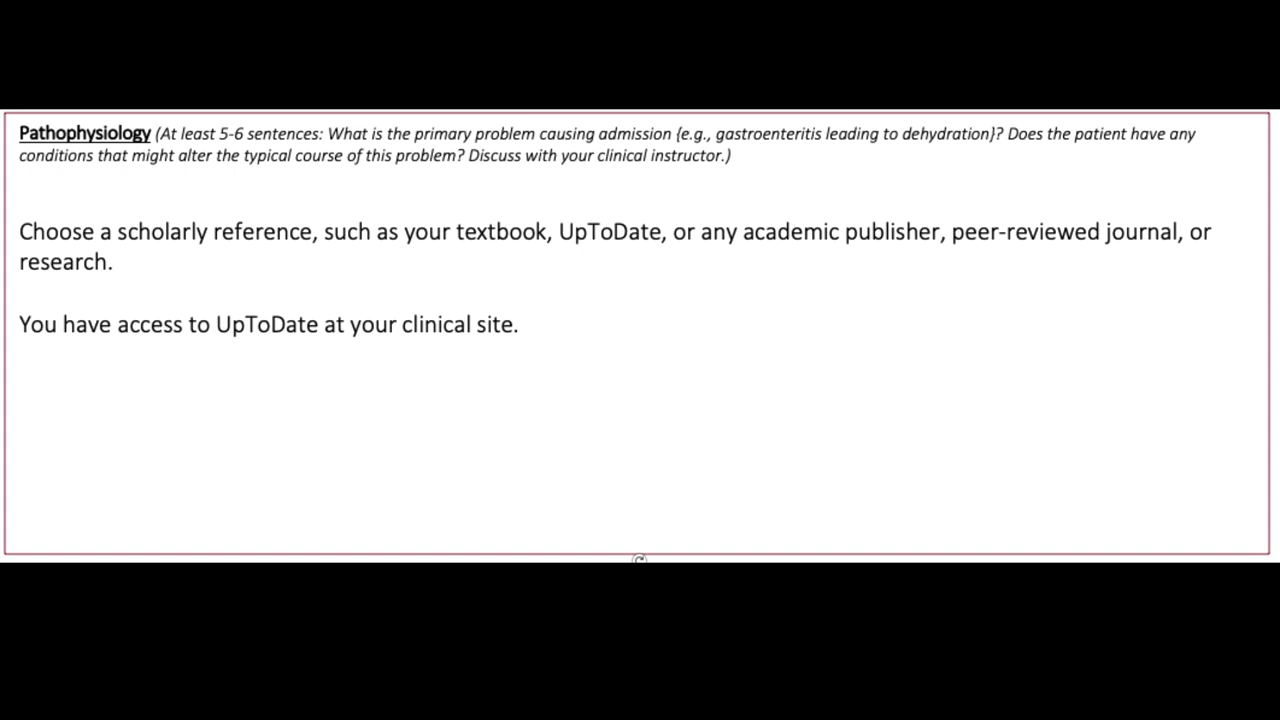 Pathophysiology (At least 5-6 sentences: What is the primary problem causing admission {e.g., gastroenteritis leading to dehydration}? Does the patient have any
conditions that might alter the typical course of this problem? Discuss with your clinical instructor.)
Choose a scholarly reference, such as your textbook, UpToDate, or any academic publisher, peer-reviewed journal, or
research.
You have access to UpToDate at your clinical site.